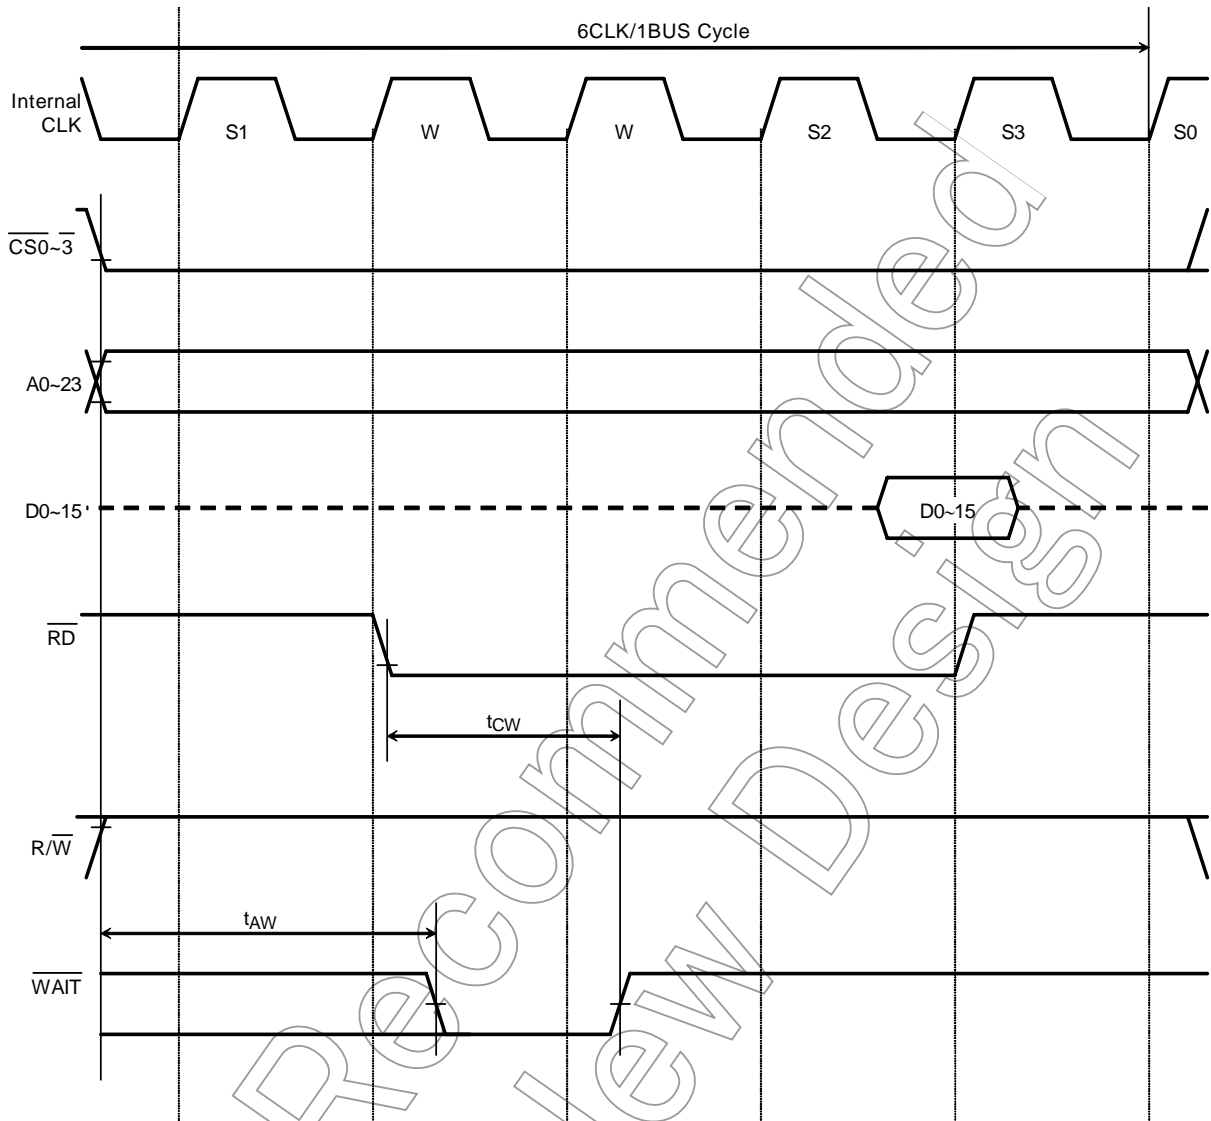 6CLK/1BUS Cycle
Internal CLK
S1 W W S2 S3 S0
CS0~3
A0~23
D0~15 D0~15
RD
tCW
R/W
tAW
WAIT
Recommended
ew Design